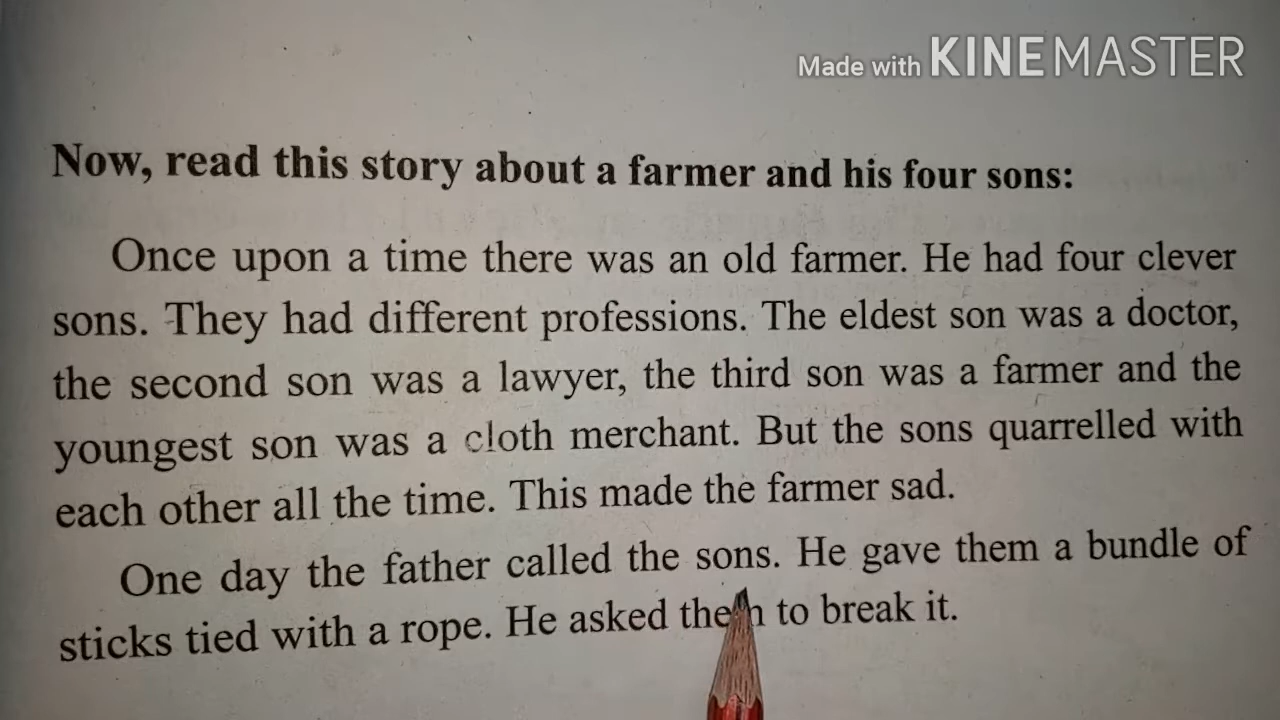 Made with KINEMASTER
Now, read this story about a farmer and his four sons:
Once upon a time there was an old farmer. He had four clever
sons. They had different professions. The eldest son was a doctor,
the second son was a lawyer, the third son was a farmer and the
youngest son was a cloth merchant. But the sons quarrelled with
each other all the time. This made the farmer sad.
One day the father called the sons. He gave them a bundle of
sticks tied with a rope. He asked them to break it.